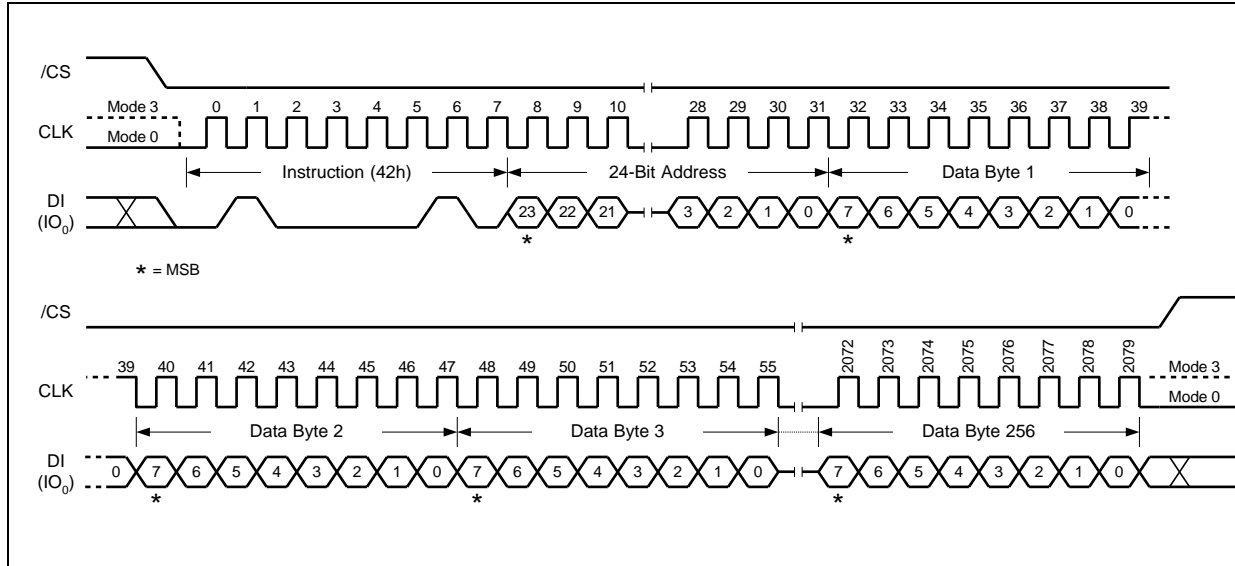 /CS
Mode 3
0 1 2 3 4 5 6 7 8 9 10 28 29 30 31 32 33 34 35 36 37 38 39
CLK
Mode 0
Instruction (42h) 24-Bit Address Data Byte 1
DI
(IO0)
23 22 21 3 2 1 0 7 6 5 4 3 2 1 0
* *
* = MSB
/CS
39 40 41 42 43 44 45 46 47 48 49 50 51 52 53 54 55 2072 2073 2074 2075 2076 2077 2078 2079
Mode 3
CLK
Mode 0
Data Byte 2 Data Byte 3 Data Byte 256
DI
(IO0)
0 7 6 5 4 3 2 1 0 7 6 5 4 3 2 1 0 7 6 5 4 3 2 1 0
* * *